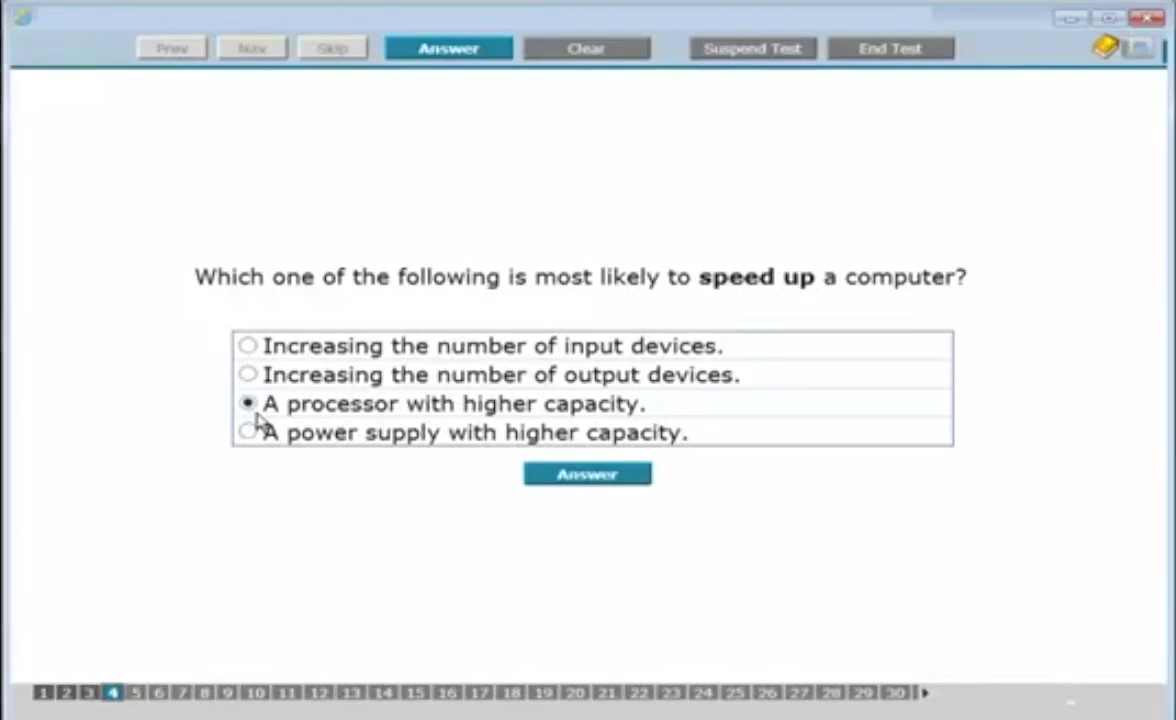 Prev Nav Skip Answer Clear Suspend Test End Test
Which one of the following is most likely to speed up a computer?
Increasing the number of input devices.
Increasing the number of output devices.
A processor with higher capacity.
A power supply with higher capacity.
Answer
1 2 3 4 5 6 7 8 9 10 11 12 13 14 15 16 17 18 19 20 21 22 23 24 25 26 27 28 29 30